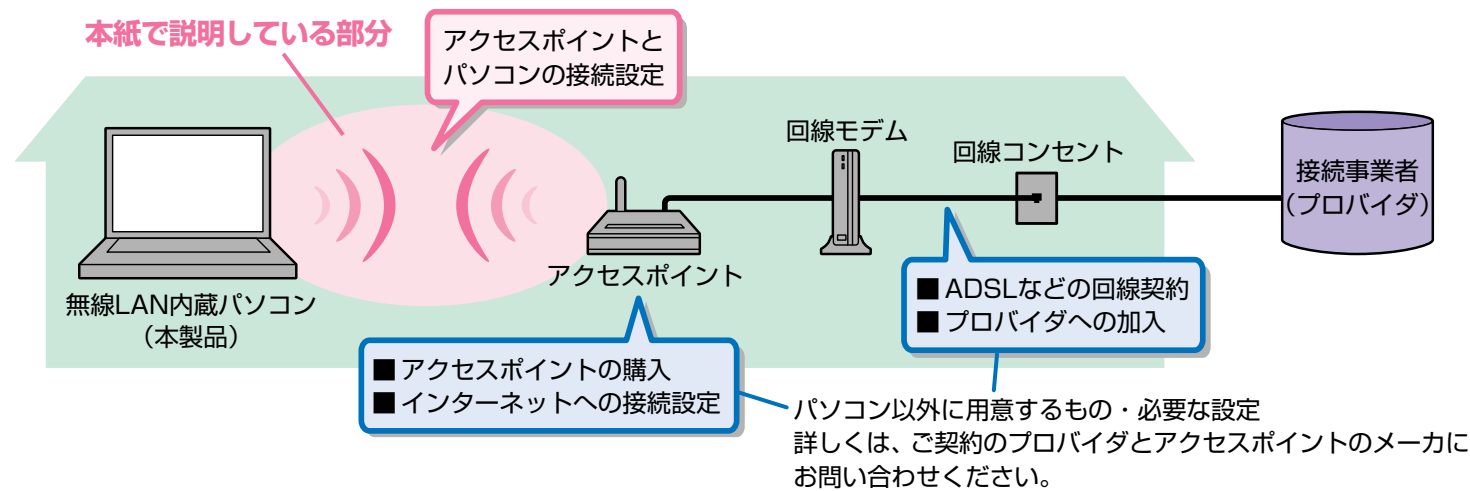 本紙で説明している部分
アクセスポイントと
パソコンの接続設定
回線モデム
回線コンセント
接続事業者
(プロバイダ)
アクセスポイント
無線LAN内蔵パソコン
(本製品)
■ ADSLなどの回線契約
■ プロバイダへの加入
■ アクセスポイントの購入
■ インターネットへの接続設定
パソコン以外に用意するもの・必要な設定
詳しくは、ご契約のプロバイダとアクセスポイントのメーカに
お問い合わせください。